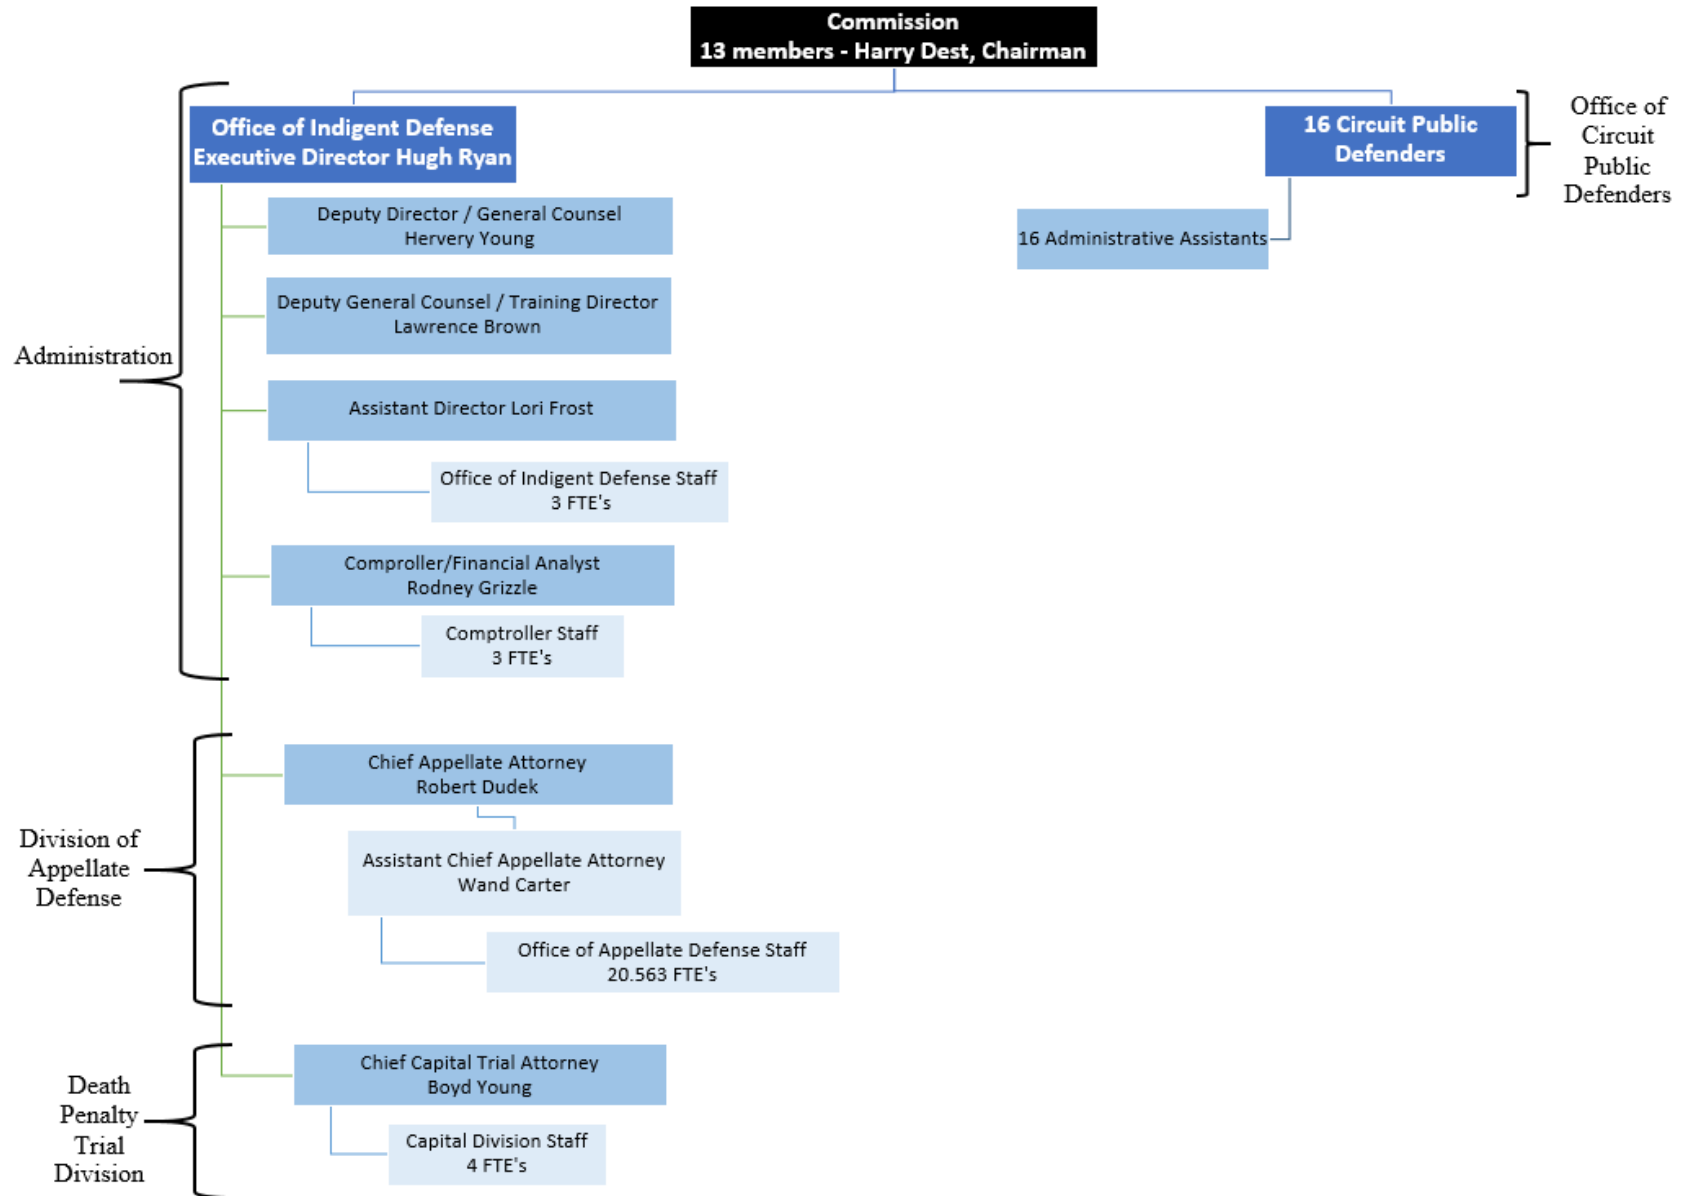 Commission
13 members - Harry Dest, Chairman
Office of Indigent Defense
Executive Director Hugh Ryan
16 Circuit Public
Defenders
Office of
Circuit
Public
Defenders
Deputy Director / General Counsel
Hervery Young
16 Administrative Assistants
Deputy General Counsel / Training Director
Lawrence Brown
Administration
Assistant Director Lori Frost
Office of Indigent Defense Staff
3 FTE's
Comproller/Financial Analyst
Rodney Grizzle
Comptroller Staff
3 FTE's
Division of
Appellate
Defense
Chief Appellate Attorney
Robert Dudek
Assistant Chief Appellate Attorney
Wand Carter
Office of Appellate Defense Staff
20.563 FTE's
Death
Penalty
Trial
Division
Chief Capital Trial Attorney
Boyd Young
Capital Division Staff
4 FTE's